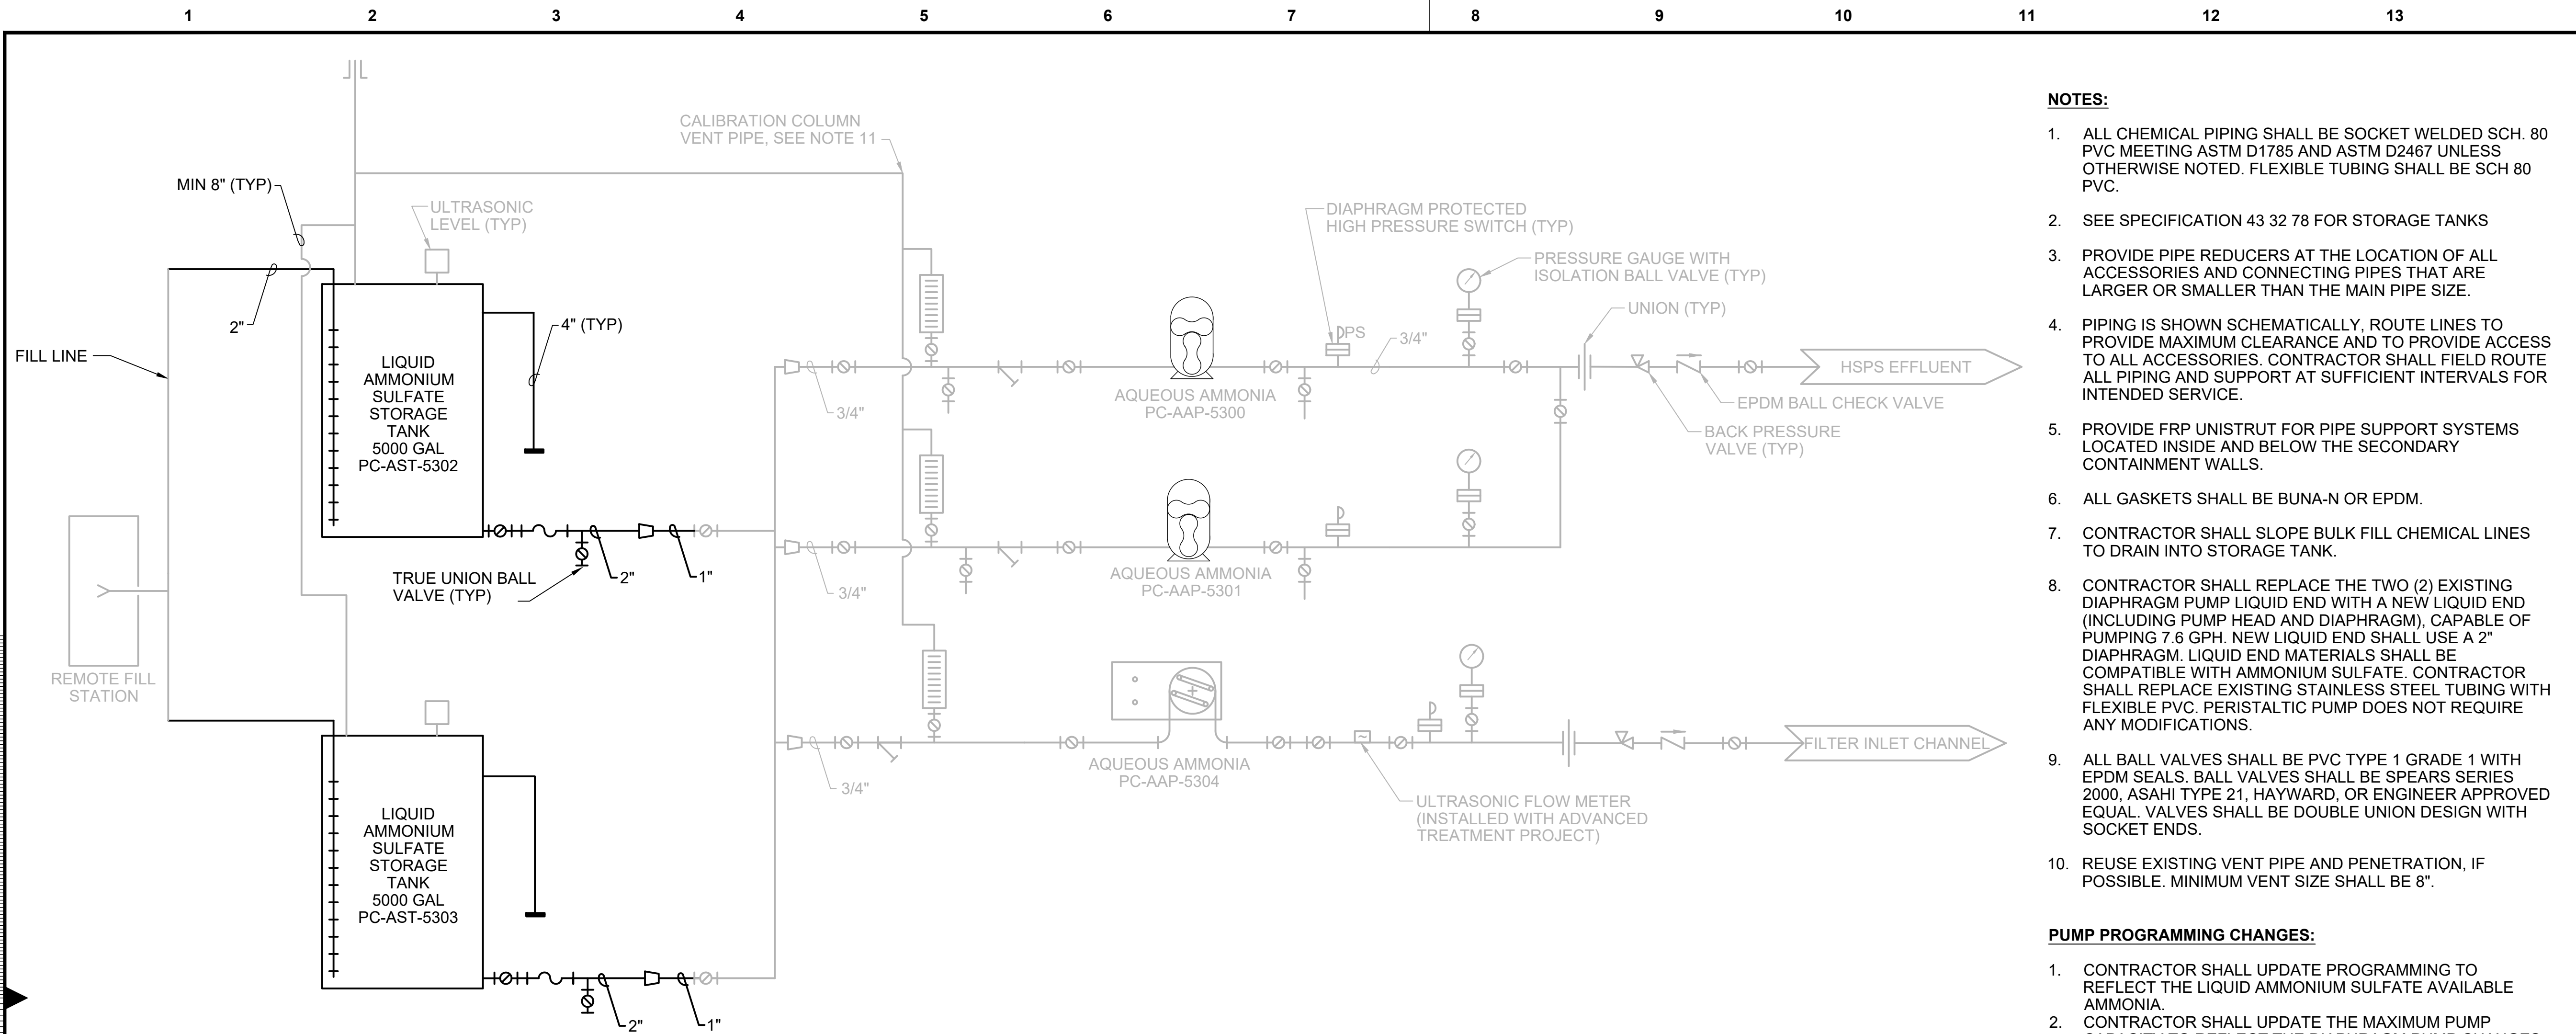 1 2 3 4 5 6 7 8 9 10 11 12 13
CALIBRATION COLUMN
VENT PIPE, SEE NOTE 11
MIN 8" (TYP)
ULTRASONIC
LEVEL (TYP)
2"
4" (TYP)
FILL LINE
LIQUID
AMMONIUM
SULFATE
STORAGE
TANK
5000 GAL
PC-AST-5302
TRUE UNION BALL
VALVE (TYP)
2"
1"
REMOTE FILL
STATION
LIQUID
AMMONIUM
SULFATE
STORAGE
TANK
5000 GAL
PC-AST-5303
2"
1"
DIAPHRAGM PROTECTED
HIGH PRESSURE SWITCH (TYP)
PRESSURE GAUGE WITH
ISOLATION BALL VALVE (TYP)
UNION (TYP)
PS
3/4"
3/4"
AQUEOUS AMMONIA
PC-AAP-5300
HSPS EFFLUENT
EPDM BALL CHECK VALVE
BACK PRESSURE
VALVE (TYP)
3/4"
AQUEOUS AMMONIA
PC-AAP-5301
3/4"
AQUEOUS AMMONIA
PC-AAP-5304
FILTER INLET CHANNEL
ULTRASONIC FLOW METER
(INSTALLED WITH ADVANCED
TREATMENT PROJECT)
NOTES:
1. ALL CHEMICAL PIPING SHALL BE SOCKET WELDED SCH. 80
PVC MEETING ASTM D1785 AND ASTM D2467 UNLESS
OTHERWISE NOTED. FLEXIBLE TUBING SHALL BE SCH 80
PVC.
2. SEE SPECIFICATION 43 32 78 FOR STORAGE TANKS
3. PROVIDE PIPE REDUCERS AT THE LOCATION OF ALL
ACCESSORIES AND CONNECTING PIPES THAT ARE
LARGER OR SMALLER THAN THE MAIN PIPE SIZE.
4. PIPING IS SHOWN SCHEMATICALLY, ROUTE LINES TO
PROVIDE MAXIMUM CLEARANCE AND TO PROVIDE ACCESS
TO ALL ACCESSORIES. CONTRACTOR SHALL FIELD ROUTE
ALL PIPING AND SUPPORT AT SUFFICIENT INTERVALS FOR
INTENDED SERVICE.
5. PROVIDE FRP UNISTRUT FOR PIPE SUPPORT SYSTEMS
LOCATED INSIDE AND BELOW THE SECONDARY
CONTAINMENT WALLS.
6. ALL GASKETS SHALL BE BUNA-N OR EPDM.
7. CONTRACTOR SHALL SLOPE BULK FILL CHEMICAL LINES
TO DRAIN INTO STORAGE TANK.
8. CONTRACTOR SHALL REPLACE THE TWO (2) EXISTING
DIAPHRAGM PUMP LIQUID END WITH A NEW LIQUID END
(INCLUDING PUMP HEAD AND DIAPHRAGM), CAPABLE OF
PUMPING 7.6 GPH. NEW LIQUID END SHALL USE A 2"
DIAPHRAGM. LIQUID END MATERIALS SHALL BE
COMPATIBLE WITH AMMONIUM SULFATE. CONTRACTOR
SHALL REPLACE EXISTING STAINLESS STEEL TUBING WITH
FLEXIBLE PVC. PERISTALTIC PUMP DOES NOT REQUIRE
ANY MODIFICATIONS.
9. ALL BALL VALVES SHALL BE PVC TYPE 1 GRADE 1 WITH
EPDM SEALS. BALL VALVES SHALL BE SPEARS SERIES
2000, ASAHI TYPE 21, HAYWARD, OR ENGINEER APPROVED
EQUAL. VALVES SHALL BE DOUBLE UNION DESIGN WITH
SOCKET ENDS.
10. REUSE EXISTING VENT PIPE AND PENETRATION, IF
POSSIBLE. MINIMUM VENT SIZE SHALL BE 8".
PUMP PROGRAMMING CHANGES:
1. CONTRACTOR SHALL UPDATE PROGRAMMING TO
REFLECT THE LIQUID AMMONIUM SULFATE AVAILABLE
AMMONIA.
2. CONTRACTOR SHALL UPDATE THE MAXIMUM PUMP